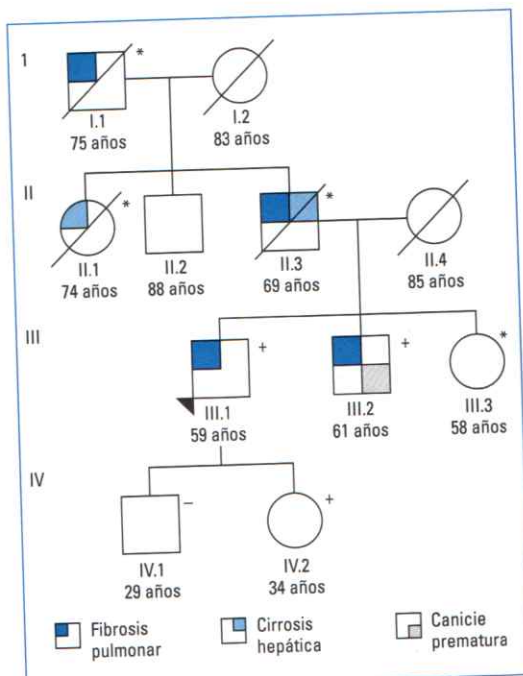 1
*
I.1
I.2
75 años
83 años
II
*
*
II.1
II.2
II.3
II.4
74 años
88 años
69 años
85 años
III
+
+
*
III.1
III.2
III.3
59 años
61 años
58 años
IV
–
+
IV.1
IV.2
29 años
34 años
Fibrosis
pulmonar
Cirrosis
hepática
Canicie
prematura